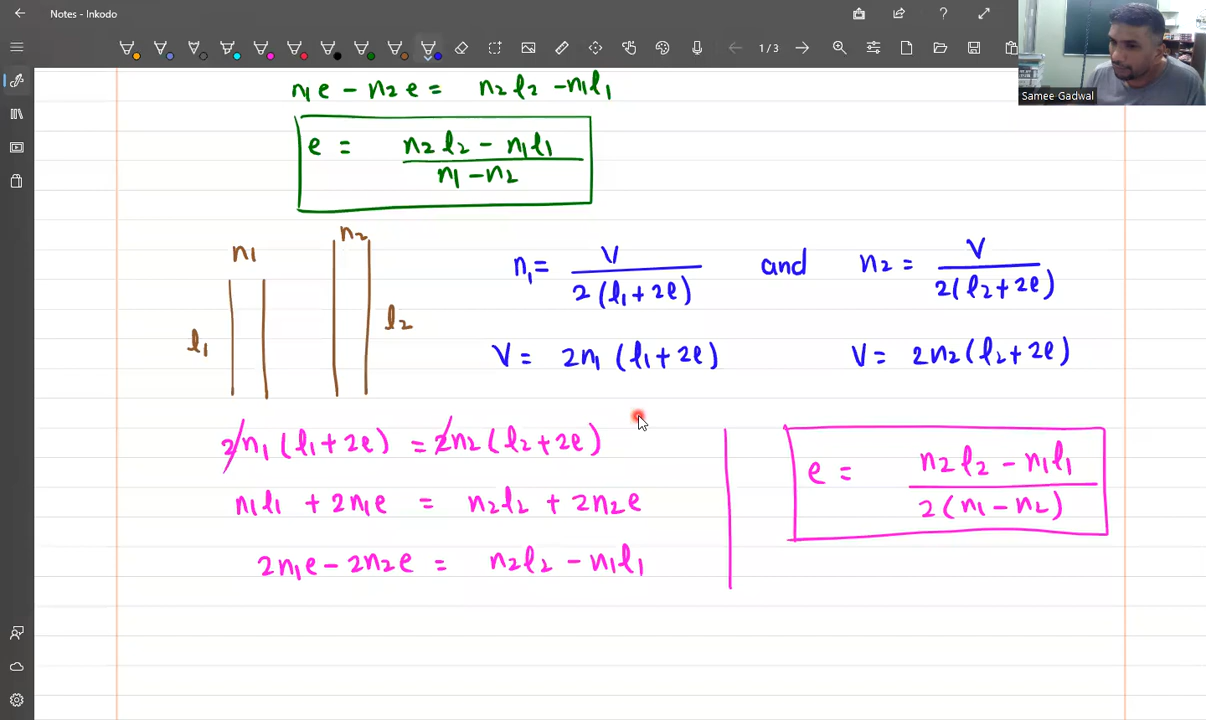 Notes - Inkodo
1/3
Samee Gadwal
n1e - n2e = n2l2 - n1l1
e = (n2l2 - n1l1) / (n1 - n2)
n1
n2
l1
l2
n1 = V / 2(l1+2e) and n2 = V / 2(l2+2e)
V = 2n1(l1+2e) V = 2n2(l2+2e)
2n1(l1+2e) = 2n2(l2+2e)
n1l1 + 2n1e = n2l2 + 2n2e
2n1e - 2n2e = n2l2 - n1l1
e = (n2l2 - n1l1) / 2(n1 - n2)